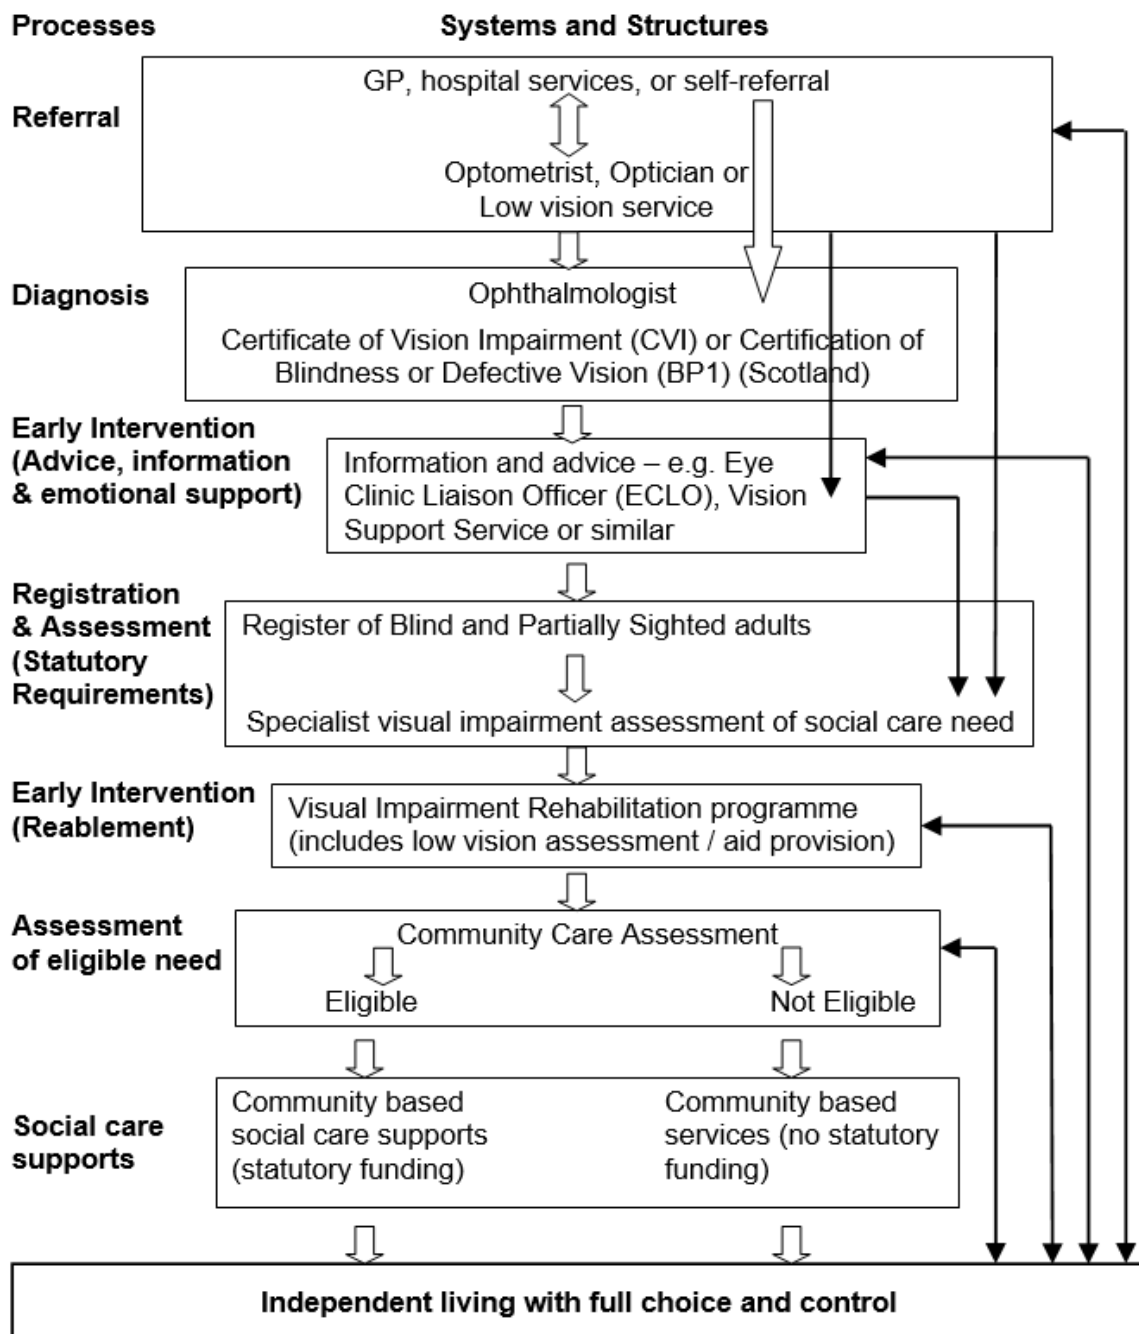 Processes
Systems and Structures
Referral
GP, hospital services, or self-referral
Optometrist, Optician or
Low vision service
Diagnosis
Ophthalmologist
Certificate of Vision Impairment (CVI) or Certification of
Blindness or Defective Vision (BP1) (Scotland)
Early Intervention
(Advice, information
& emotional support)
Information and advice – e.g. Eye
Clinic Liaison Officer (ECLO), Vision
Support Service or similar
Registration
& Assessment
(Statutory
Requirements)
Register of Blind and Partially Sighted adults
Specialist visual impairment assessment of social care need
Early Intervention
(Reablement)
Visual Impairment Rehabilitation programme
(includes low vision assessment / aid provision)
Assessment
of eligible need
Community Care Assessment
Eligible
Not Eligible
Social care
supports
Community based
social care supports
(statutory funding)
Community based
services (no statutory
funding)
Independent living with full choice and control